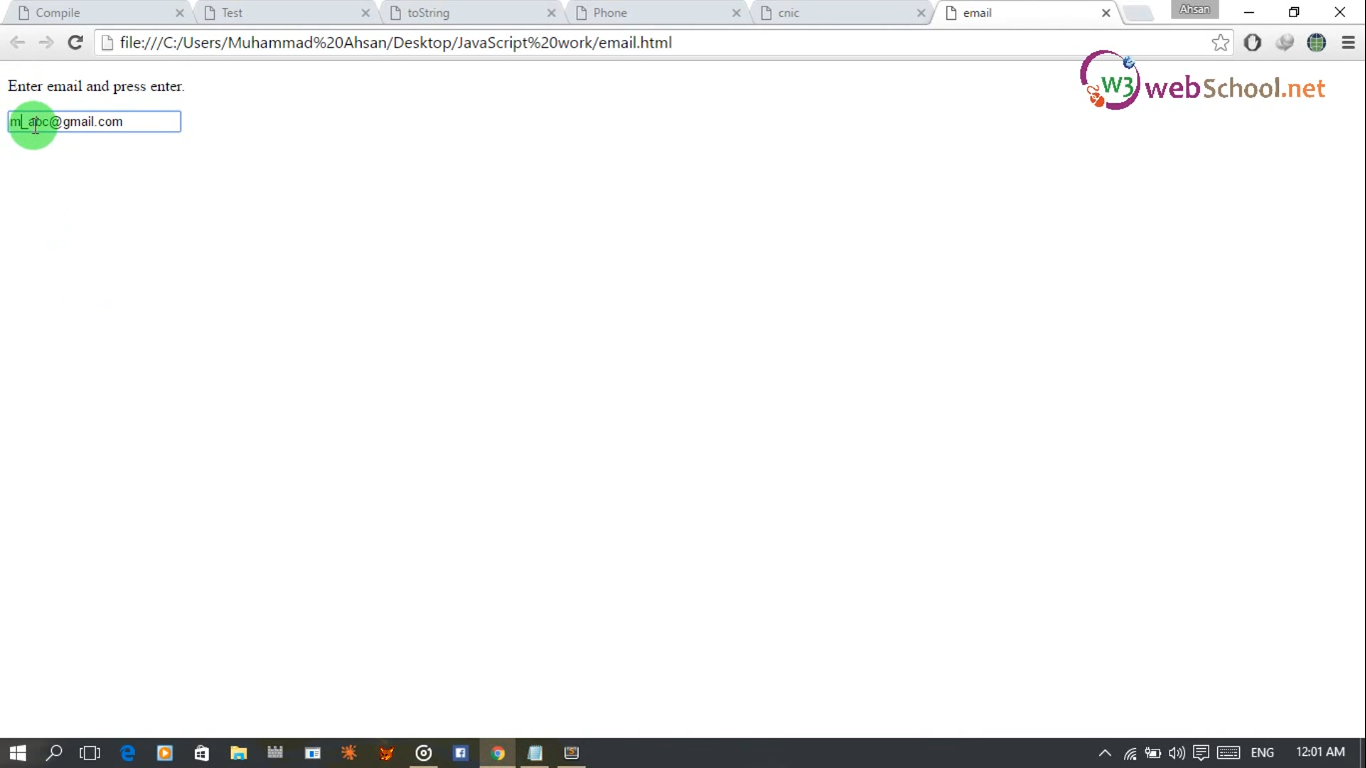 Compile
Test
toString
Phone
cnic
email
Ahsan
file:///C:/Users/Muhammad%20Ahsan/Desktop/JavaScript%20work/email.html
Enter email and press enter.
W3 webSchool.net
m_abc@gmail.com
ENG
12:01 AM